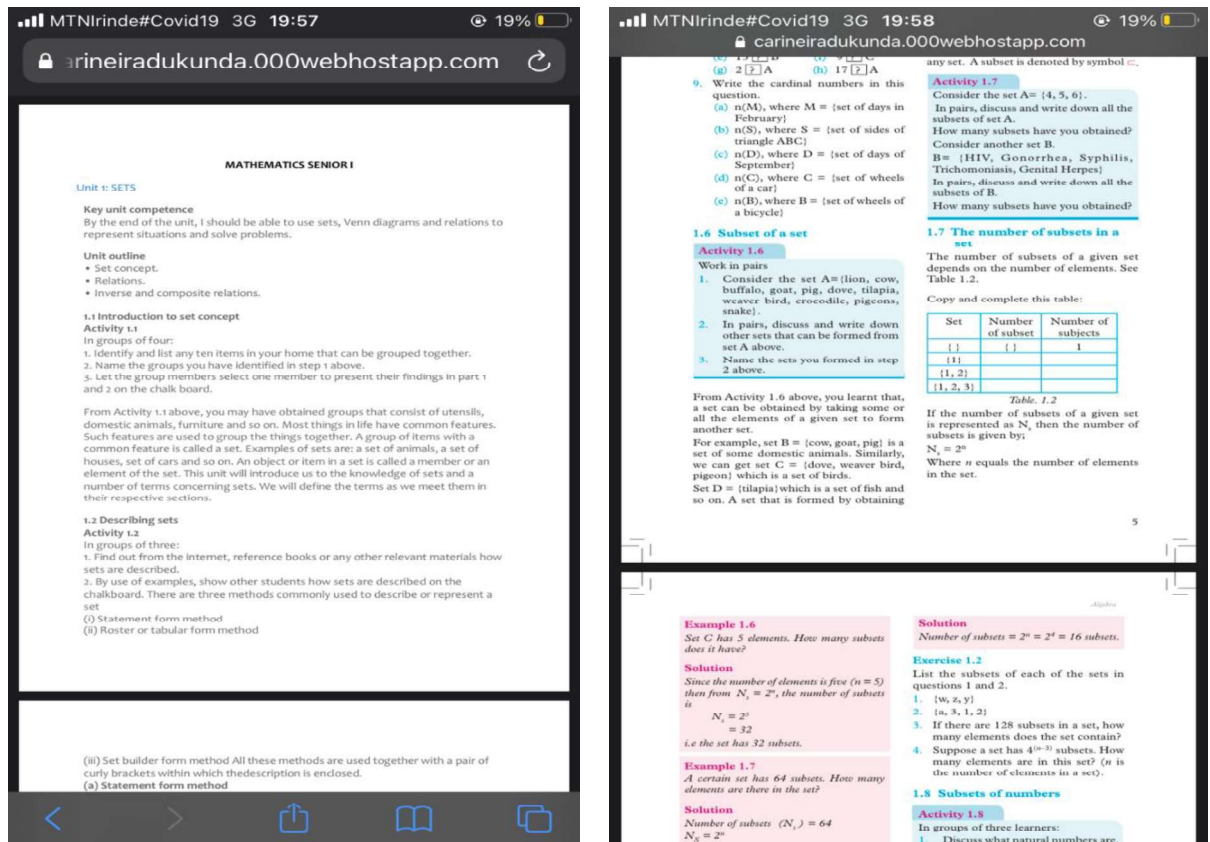 MTNIrinde#Covid19 3G 19:57 19%
arineiradukunda.000webhostapp.com
MATHEMATICS SENIOR I
Unit 1: SETS
Key unit competence
By the end of the unit, I should be able to use sets, Venn diagrams and relations to
represent situations and solve problems.
Unit outline
• Set concept.
• Relations.
• Inverse and composite relations.
1.1 Introduction to set concept
Activity 1.1
In groups of four:
1. Identify and list any ten items in your home that can be grouped together.
2. Name the groups you have identified in step 1 above.
3. Let the group members select one member to present their findings in part 1
and 2 on the chalk board.
From Activity 1.1 above, you may have obtained groups that consist of utensils,
domestic animals, furniture and so on. Most things in life have common features.
Such features are used to group the things together. A group of items with a
common feature is called a set. Examples of sets are: a set of animals, a set of
houses, set of cars and so on. An object or item in a set is called a member or an
element of the set. This unit will introduce us to the knowledge of sets and a
number of terms concerning sets. We will define the terms as we meet them in
their respective sections.
1.2 Describing sets
Activity 1.2
In groups of three:
1. Find out from the internet, reference books or any other relevant materials how
sets are described.
2. By use of examples, show other students how sets are described on the
chalkboard. There are three methods commonly used to describe or represent a
set
(i) Statement form method
(ii) Roster or tabular form method
(iii) Set builder form method All these methods are used together with a pair of
curly brackets within which thedescription is enclosed.
(a) Statement form method
MTNIrinde#Covid19 3G 19:58 19%
carineiradukunda.000webhostapp.com
(g) 2 ? A (h) 17 ? A
9. Write the cardinal numbers in this
question.
(a) n(M), where M = {set of days in
February}
(b) n(S), where S = {set of sides of
triangle ABC}
(c) n(D), where D = {set of days of
September}
(d) n(C), where C = {set of wheels
of a car}
(e) n(B), where B = {set of wheels of
a bicycle}
1.6 Subset of a set
Activity 1.6
Work in pairs
1. Consider the set A={lion, cow,
buffalo, goat, pig, dove, tilapia,
weaver bird, crocodile, pigeons,
snake}.
2. In pairs, discuss and write down
other sets that can be formed from
set A above.
3. Name the sets you formed in step
2 above.
From Activity 1.6 above, you learnt that,
a set can be obtained by taking some or
all the elements of a given set to form
another set.
For example, set B = {cow, goat, pig} is a
set of some domestic animals. Similarly,
we can get set C = {dove, weaver bird,
pigeon} which is a set of birds.
Set D = {tilapia}which is a set of fish and
so on. A set that is formed by obtaining
any set. A subset is denoted by symbol ⊂.
Activity 1.7
Consider the set A= {4, 5, 6}.
In pairs, discuss and write down all the
subsets of set A.
How many subsets have you obtained?
Consider another set B.
B= {HIV, Gonorrhea, Syphilis,
Trichomoniasis, Genital Herpes}
In pairs, discuss and write down all the
subsets of B.
How many subsets have you obtained?
1.7 The number of subsets in a
set
The number of subsets of a given set
depends on the number of elements. See
Table 1.2.
Copy and complete this table:
Set Number of subset Number of subjects
{ } { } 1
{1}
{1, 2}
{1, 2, 3}
Table. 1.2
If the number of subsets of a given set
is represented as Nₛ then the number of
subsets is given by;
Nₛ = 2ⁿ
Where n equals the number of elements
in the set.
5
Algebra
Example 1.6
Set C has 5 elements. How many subsets
does it have?
Solution
Since the number of elements is five (n = 5)
then from Nₛ = 2ⁿ, the number of subsets
is
Nₛ = 2⁵
= 32
i.e the set has 32 subsets.
Example 1.7
A certain set has 64 subsets. How many
elements are there in the set?
Solution
Number of subsets (Nₛ) = 64
Nₛ = 2ⁿ
Solution
Number of subsets = 2ⁿ = 2⁴ = 16 subsets.
Exercise 1.2
List the subsets of each of the sets in
questions 1 and 2.
1. {w, z, y}
2. {a, 3, 1, 2}
3. If there are 128 subsets in a set, how
many elements does the set contain?
4. Suppose a set has 4⁽ⁿ⁻³⁾ subsets. How
many elements are in this set? (n is
the number of elements in a set).
1.8 Subsets of numbers
Activity 1.8
In groups of three learners:
1. Discuss what natural numbers are,